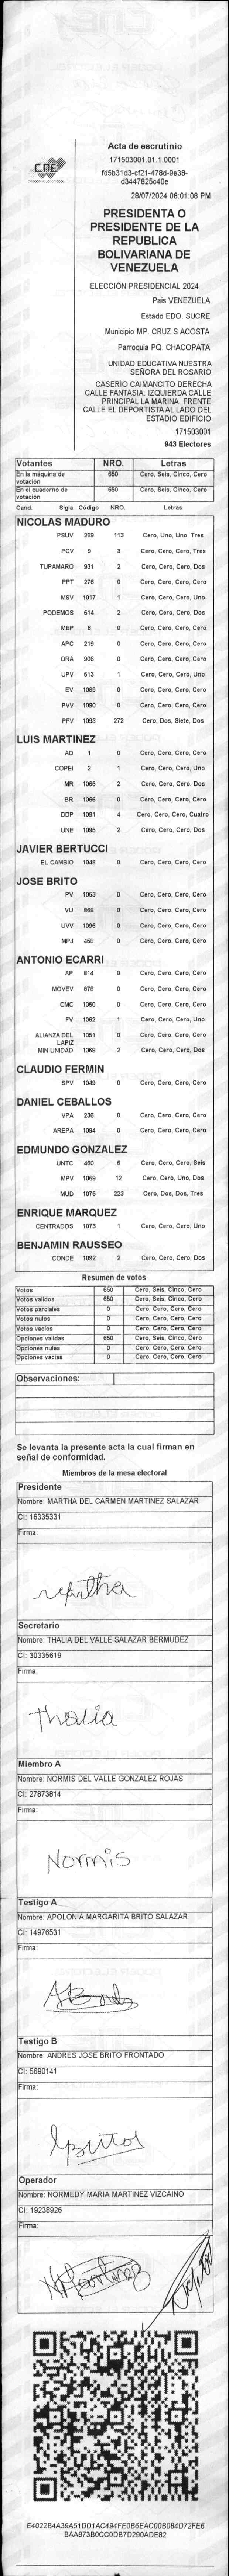 CNE
Acta de escrutinio
171503001.01.1.0001
fd5b31d3-cf21-478d-9e38-
d3447825c40e
28/07/2024 08:01:08 PM
PRESIDENTA O
PRESIDENTE DE LA
REPUBLICA
BOLIVARIANA DE
VENEZUELA
ELECCIÓN PRESIDENCIAL 2024
Pais VENEZUELA
Estado EDO. SUCRE
Municipio MP. CRUZ S ACOSTA
Parroquia PQ. CHACOPATA
UNIDAD EDUCATIVA NUESTRA
SEÑORA DEL ROSARIO
CASERIO CAIMANCITO DERECHA
CALLE FANTASIA. IZQUIERDA CALLE
PRINCIPAL LA MARINA. FRENTE
CALLE EL DEPORTISTA AL LADO DEL
ESTADIO EDIFICIO
171503001
943 Electores
Votantes NRO. Letras
En la máquina de votación 650 Cero, Seis, Cinco, Cero
En el cuaderno de votación 650 Cero, Seis, Cinco, Cero
Cand. Sigla Código NRO. Letras
NICOLAS MADURO
PSUV 269 113 Cero, Uno, Uno, Tres
PCV 9 3 Cero, Cero, Cero, Tres
TUPAMARO 931 2 Cero, Cero, Cero, Dos
PPT 276 0 Cero, Cero, Cero, Cero
MSV 1017 1 Cero, Cero, Cero, Uno
PODEMOS 514 2 Cero, Cero, Cero, Dos
MEP 6 0 Cero, Cero, Cero, Cero
APC 219 0 Cero, Cero, Cero, Cero
ORA 906 0 Cero, Cero, Cero, Cero
UPV 513 1 Cero, Cero, Cero, Uno
EV 1089 0 Cero, Cero, Cero, Cero
PVV 1090 0 Cero, Cero, Cero, Cero
PFV 1093 272 Cero, Dos, Siete, Dos
LUIS MARTINEZ
AD 1 0 Cero, Cero, Cero, Cero
COPEI 2 1 Cero, Cero, Cero, Uno
MR 1065 2 Cero, Cero, Cero, Dos
BR 1066 0 Cero, Cero, Cero, Cero
DDP 1091 4 Cero, Cero, Cero, Cuatro
UNE 1095 2 Cero, Cero, Cero, Dos
JAVIER BERTUCCI
EL CAMBIO 1048 0 Cero, Cero, Cero, Cero
JOSE BRITO
PV 1053 0 Cero, Cero, Cero, Cero
VU 868 0 Cero, Cero, Cero, Cero
UVV 1096 0 Cero, Cero, Cero, Cero
MPJ 458 0 Cero, Cero, Cero, Cero
ANTONIO ECARRI
AP 814 0 Cero, Cero, Cero, Cero
MOVEV 878 0 Cero, Cero, Cero, Cero
CMC 1050 0 Cero, Cero, Cero, Cero
FV 1062 1 Cero, Cero, Cero, Uno
ALIANZA DEL LAPIZ 1051 0 Cero, Cero, Cero, Cero
MIN UNIDAD 1068 2 Cero, Cero, Cero, Dos
CLAUDIO FERMIN
SPV 1049 0 Cero, Cero, Cero, Cero
DANIEL CEBALLOS
VPA 236 0 Cero, Cero, Cero, Cero
AREPA 1094 0 Cero, Cero, Cero, Cero
EDMUNDO GONZALEZ
UNTC 460 6 Cero, Cero, Cero, Seis
MPV 1069 12 Cero, Cero, Uno, Dos
MUD 1075 223 Cero, Dos, Dos, Tres
ENRIQUE MARQUEZ
CENTRADOS 1073 1 Cero, Cero, Cero, Uno
BENJAMIN RAUSSEO
CONDE 1092 2 Cero, Cero, Cero, Dos
Resumen de votos
Votos 650 Cero, Seis, Cinco, Cero
Votos validos 650 Cero, Seis, Cinco, Cero
Votos parciales 0 Cero, Cero, Cero, Cero
Votos nulos 0 Cero, Cero, Cero, Cero
Votos vacios 0 Cero, Cero, Cero, Cero
Opciones validas 650 Cero, Seis, Cinco, Cero
Opciones nulas 0 Cero, Cero, Cero, Cero
Opciones vacias 0 Cero, Cero, Cero, Cero
Observaciones:
Se levanta la presente acta la cual firman en
señal de conformidad.
Miembros de la mesa electoral
Presidente
Nombre: MARTHA DEL CARMEN MARTINEZ SALAZAR
CI: 16335331
Firma:
Martha
Secretario
Nombre: THALIA DEL VALLE SALAZAR BERMUDEZ
CI: 30335619
Firma:
Thalia
Miembro A
Nombre: NORMIS DEL VALLE GONZALEZ ROJAS
CI: 27873814
Firma:
Normis
Testigo A
Nombre: APOLONIA MARGARITA BRITO SALAZAR
CI: 14976531
Firma:
Testigo B
Nombre: ANDRES JOSE BRITO FRONTADO
CI: 5690141
Firma:
Operador
Nombre: NORMEDY MARIA MARTINEZ VIZCAINO
CI: 19238926
Firma:
E4022B4A39A51DD1AC494FE0B6EAC00B084D72FE6
BAA873B0CC0DB7D290ADE82